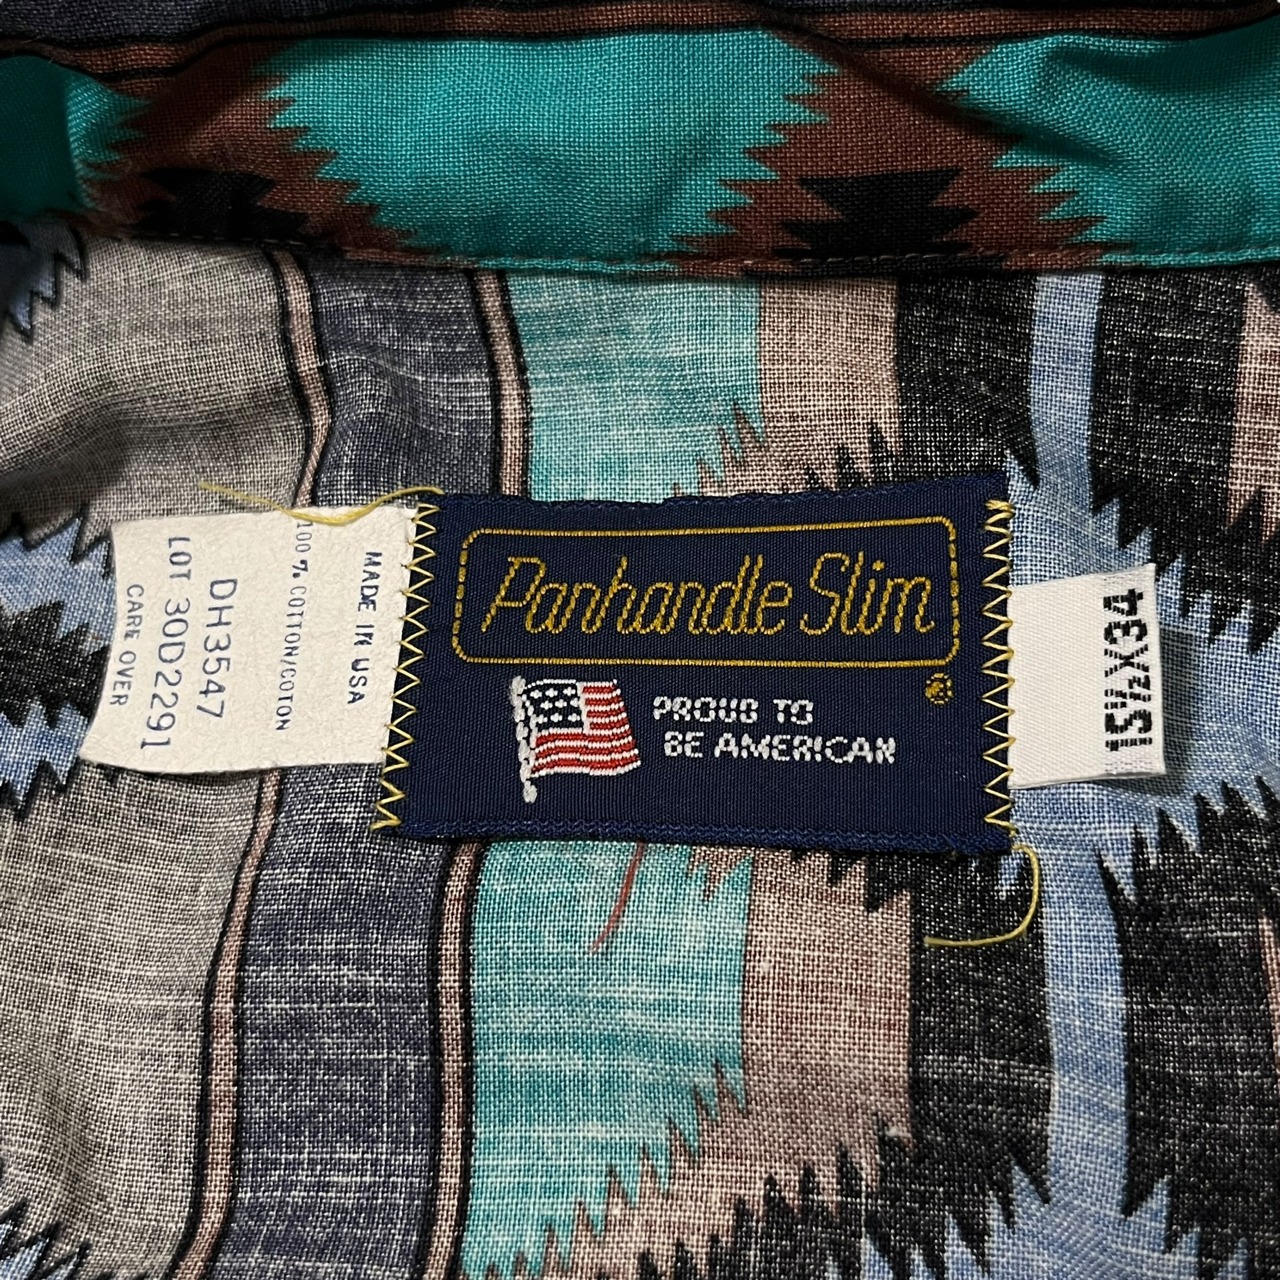 MADE IN USA
100 % COTTON/COTON
DH3547
LOT 30D2291
CARE OVER
Panhandle Slim
®
PROUD TO
BE AMERICAN
15½X34